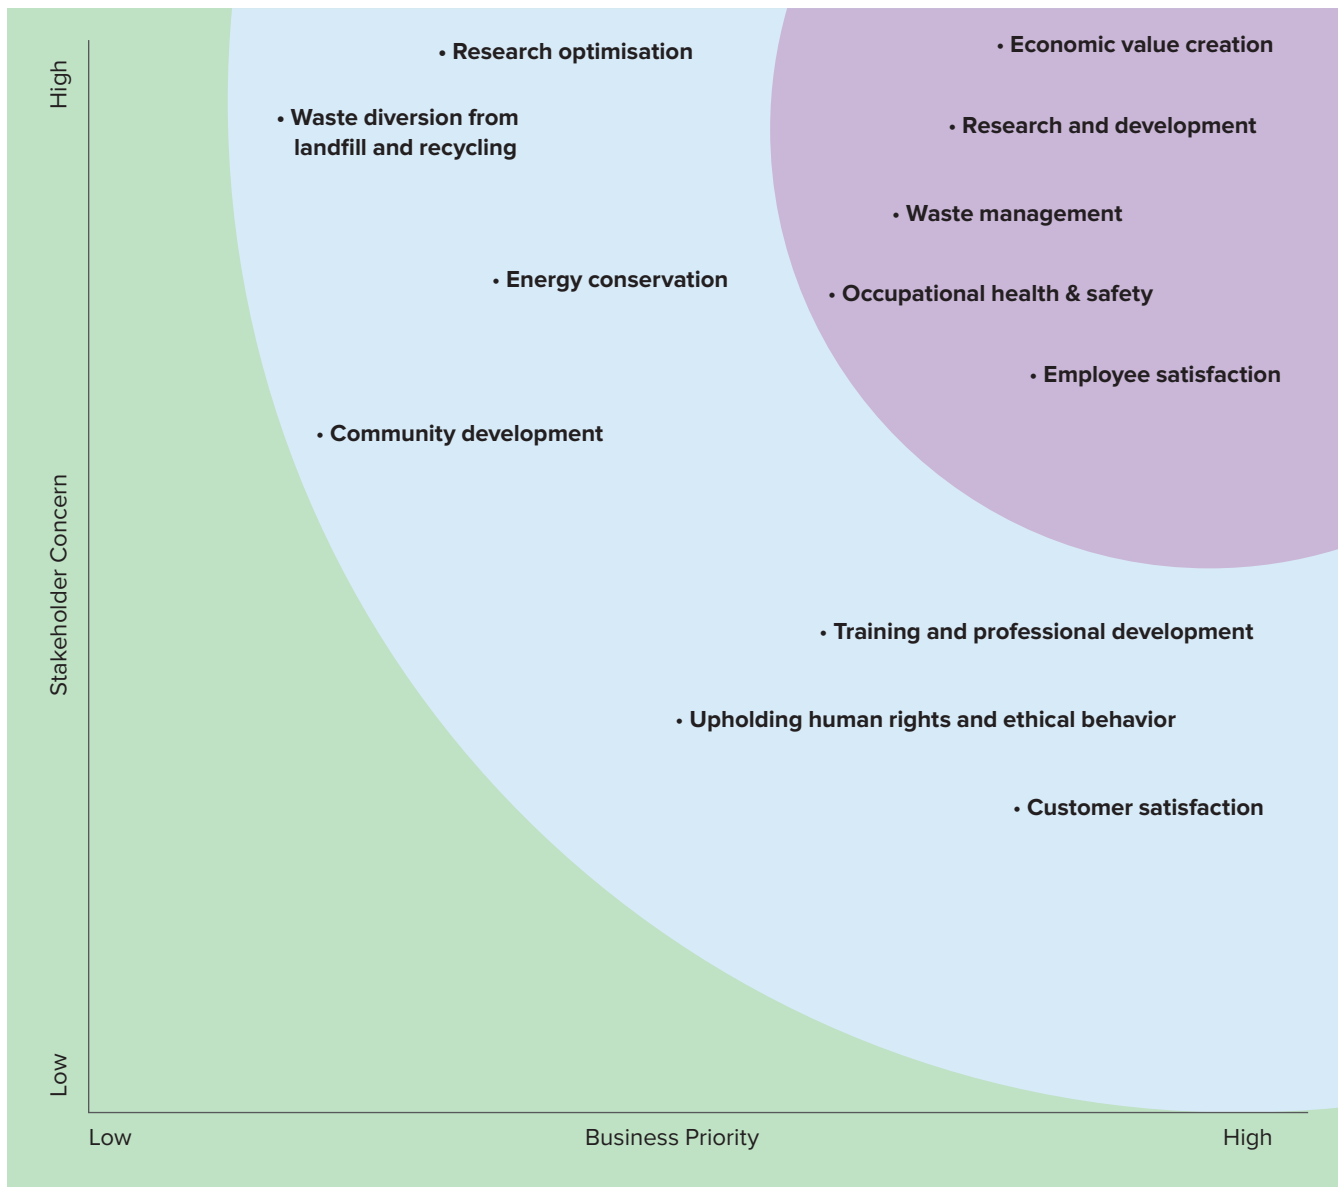 High
Stakeholder Concern
Low
• Research optimisation
• Economic value creation
• Waste diversion from
landfill and recycling
• Research and development
• Waste management
• Energy conservation
• Occupational health & safety
• Employee satisfaction
• Community development
• Training and professional development
• Upholding human rights and ethical behavior
• Customer satisfaction
Low
Business Priority
High